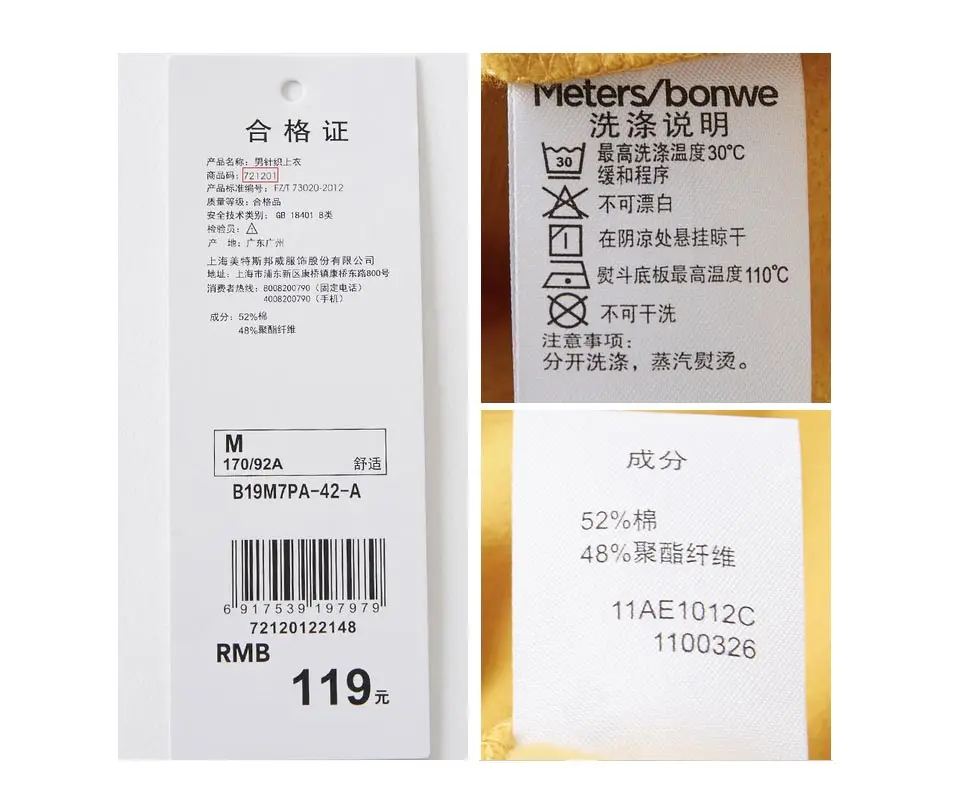 合格证
产品名称：男针织上衣
商品码：721201
产品标准编号：FZ/T 73020-2012
质量等级：合格品
安全技术类别：GB 18401 B类
检验员：
产 地：广东广州
上海美特斯邦威服饰股份有限公司
地址：上海市浦东新区康桥镇康桥东路800号
消费者热线：8008200790（固定电话）
4008200790（手机）
成分：52%棉
48%聚酯纤维
M
170/92A 舒适
B19M7PA-42-A
6 917539 197979
72120122148
RMB
119元
Meters/bonwe
洗涤说明
30 最高洗涤温度30℃
缓和程序
不可漂白
在阴凉处悬挂晾干
熨斗底板最高温度110℃
不可干洗
注意事项：
分开洗涤，蒸汽熨烫。
成分
52%棉
48%聚酯纤维
11AE1012C
1100326